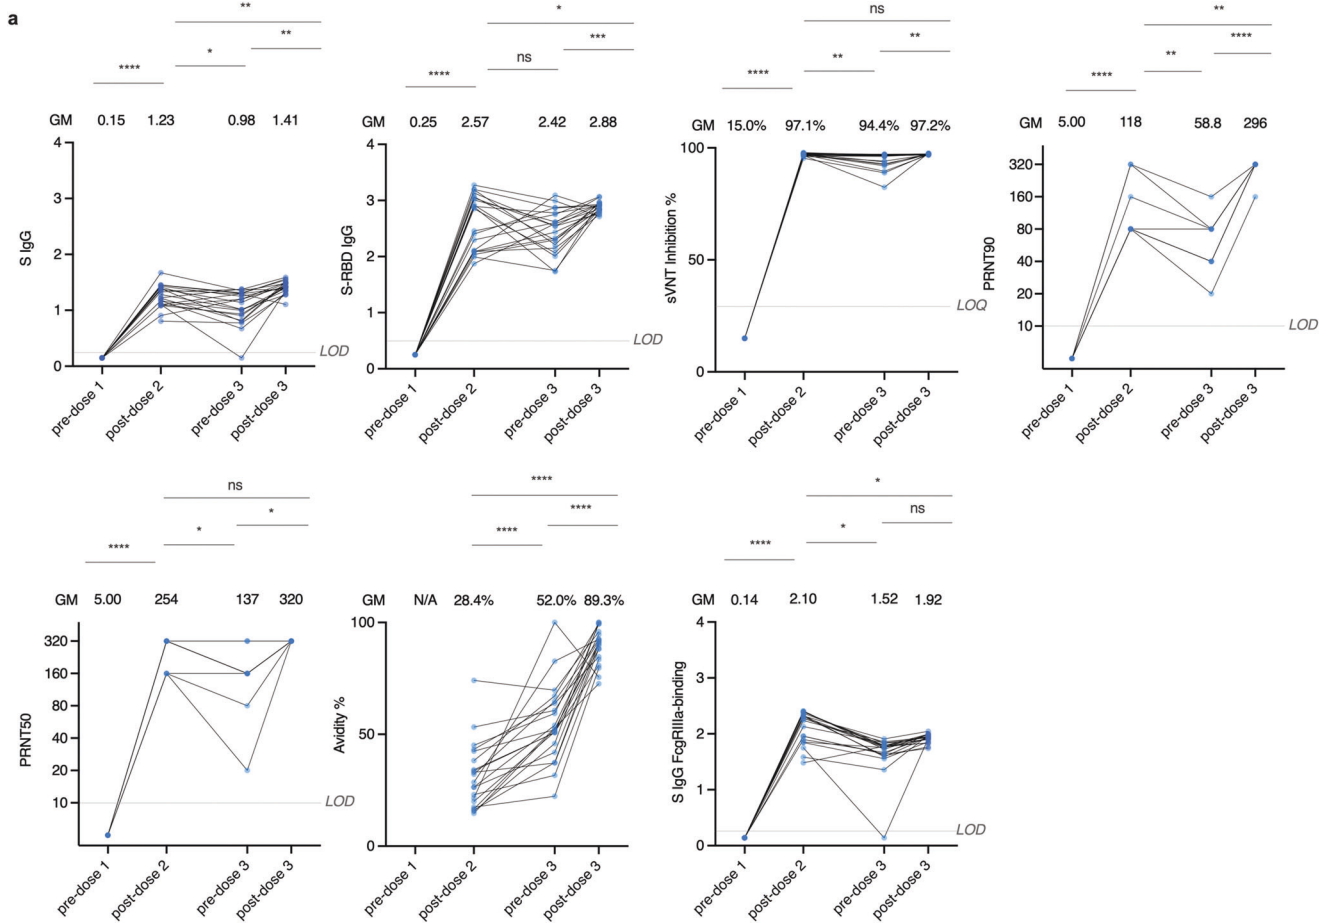 a
**
**
*
****
GM 0.15 1.23 0.98 1.41
S IgG
4
3
2
1
0
LOD
pre-dose 1
post-dose 2
pre-dose 3
post-dose 3
*
***
ns
****
GM 0.25 2.57 2.42 2.88
S-RBD IgG
4
3
2
1
0
LOD
pre-dose 1
post-dose 2
pre-dose 3
post-dose 3
ns
**
**
****
GM 15.0% 97.1% 94.4% 97.2%
sVNT Inhibition %
100
50
0
LOQ
pre-dose 1
post-dose 2
pre-dose 3
post-dose 3
**
****
**
****
GM 5.00 118 58.8 296
PRNT90
320
160
80
40
20
10
LOD
pre-dose 1
post-dose 2
pre-dose 3
post-dose 3
ns
*
*
****
GM 5.00 254 137 320
PRNT50
320
160
80
40
20
10
LOD
pre-dose 1
post-dose 2
pre-dose 3
post-dose 3
****
****
****
GM N/A 28.4% 52.0% 89.3%
Avidity %
100
50
0
pre-dose 1
post-dose 2
pre-dose 3
post-dose 3
*
ns
*
****
GM 0.14 2.10 1.52 1.92
S IgG FcgRIIIa-binding
4
3
2
1
0
LOD
pre-dose 1
post-dose 2
pre-dose 3
post-dose 3